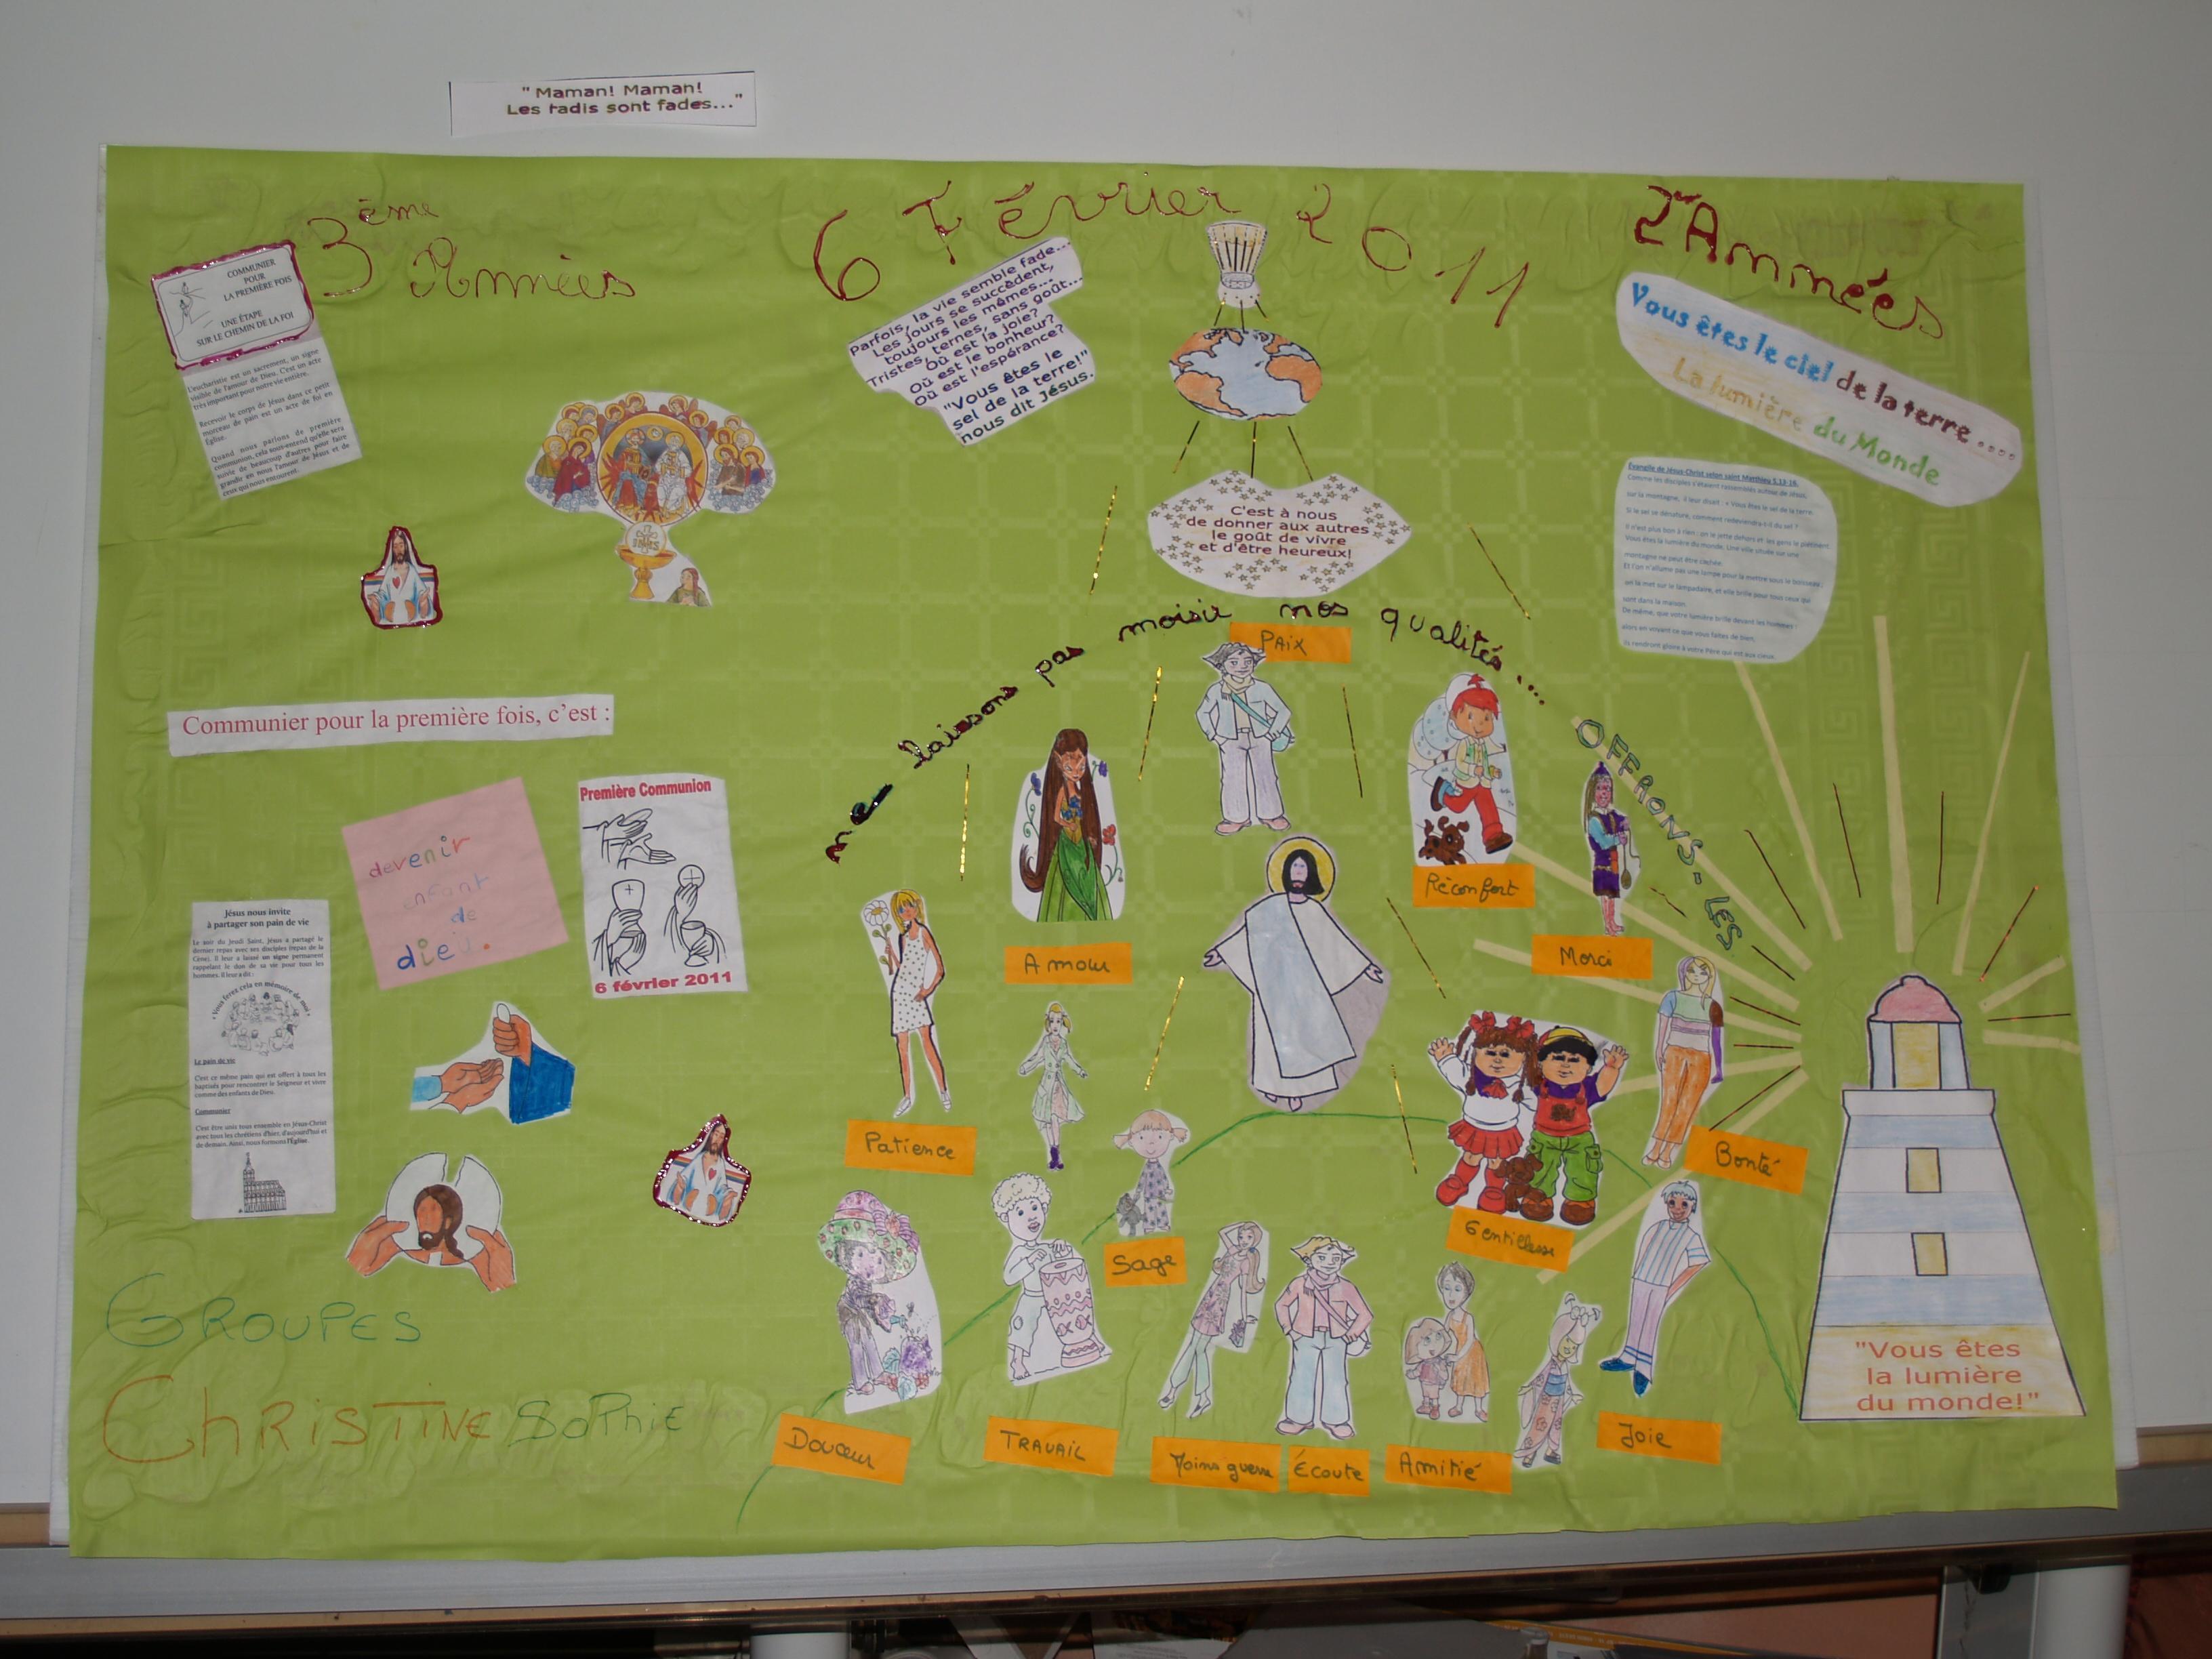 "Maman! Maman!
Les radis sont fades..."
3ème
Années
6 Février 2011
2e Années
COMMUNIER
POUR
LA PREMIÈRE FOIS
UNE ÉTAPE
SUR LE CHEMIN DE LA FOI
L'eucharistie est un sacrement, un signe
visible de l'amour de Dieu. C'est un acte
très important pour notre vie entière.
Recevoir le corps de Jésus dans ce petit
morceau de pain est un acte de foi en
Église.
Quand nous parlons de première
communion, cela sous-entend qu'elle sera
suivie de beaucoup d'autres pour faire
grandir en nous l'amour de Jésus et de
ceux qui nous entourent.
Parfois, la vie semble fade...
Les jours se succèdent,
toujours les mêmes...
Tristes, ternes, sans goût...
Où est la joie?
Où est le bonheur?
Où est l'espérance?
"Vous êtes le
sel de la terre!"
nous dit Jésus.
Vous êtes le ciel de la terre....
La lumière du Monde
Évangile de Jésus-Christ selon saint Matthieu 5,13-16.
Comme les disciples s'étaient rassemblés autour de Jésus,
sur la montagne, il leur disait : « Vous êtes le sel de la terre.
Si le sel se dénature, comment redeviendra-t-il du sel ?
Il n'est plus bon à rien : on le jette dehors et les gens le piétinent.
Vous êtes la lumière du monde. Une ville située sur une
montagne ne peut être cachée.
Et l'on n'allume pas une lampe pour la mettre sous le boisseau ;
on la met sur le lampadaire, et elle brille pour tous ceux qui
sont dans la maison.
De même, que votre lumière brille devant les hommes :
alors en voyant ce que vous faites de bien,
ils rendront gloire à votre Père qui est aux cieux.
C'est à nous
de donner aux autres
le goût de vivre
et d'être heureux!
ne laissons pas moisir nos qualités....
OFFRONS-LES
Communier pour la première fois, c'est :
devenir
enfant
de
dieu.
Première Communion
6 février 2011
Jésus nous invite
à partager son pain de vie
Le soir du Jeudi Saint, Jésus a partagé le
dernier repas avec ses disciples (repas de la
Cène). Il leur a laissé un signe permanent
rappelant le don de sa vie pour tous les
hommes. Il leur a dit :
« Vous ferez cela en mémoire de moi »
Le pain de vie
C'est ce même pain qui est offert à tous les
baptisés pour rencontrer le Seigneur et vivre
comme des enfants de Dieu.
Communier
C'est être unis tous ensemble en Jésus-Christ
avec tous les chrétiens d'hier, d'aujourd'hui et
de demain. Ainsi, nous formons l'Église.
PAIX
Réconfort
Amour
Merci
Patience
Bonté
Sage
Gentillesse
Douceur
TRAVAIL
Moins guerre
Écoute
Amitié
Joie
GROUPES
CHRISTINE SOPHIE
"Vous êtes
la lumière
du monde!"